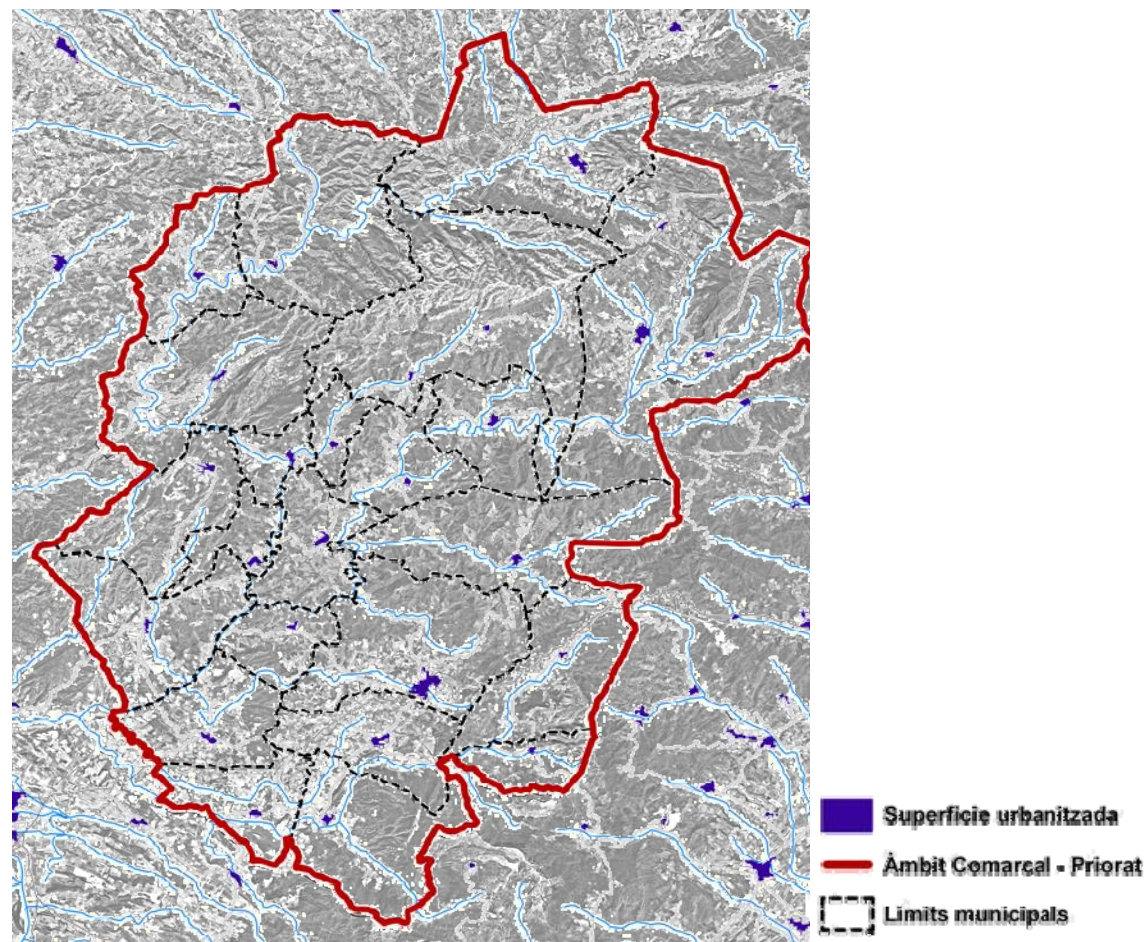 Superfície urbanitzada
Àmbit Comarcal - Priorat
Límits municipals